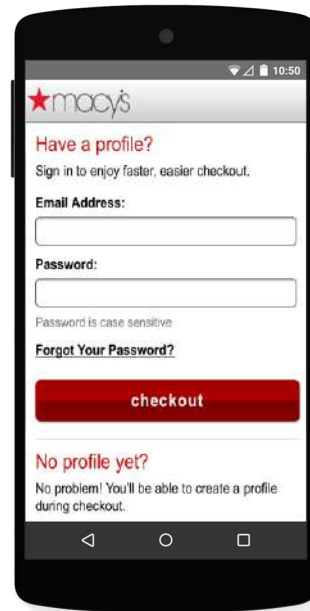 10:50
macy's
Have a profile?
Sign in to enjoy faster, easier checkout.
Email Address:
Password:
Password is case sensitive
Forgot Your Password?
checkout
No profile yet?
No problem! You'll be able to create a profile
during checkout.